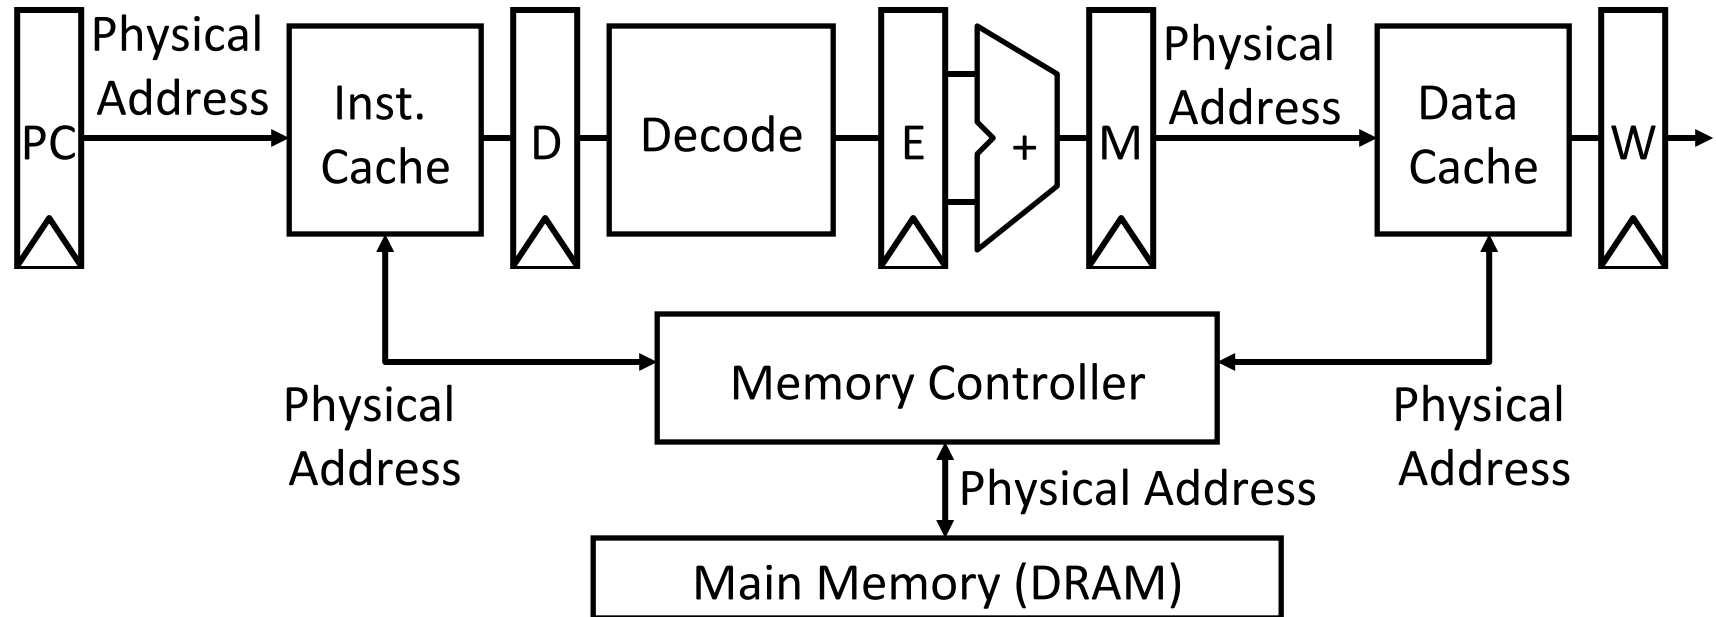 PC
Physical
Address
Inst.
Cache
D
Decode
E
+
M
Physical
Address
Data
Cache
W
Physical
Address
Memory Controller
Physical
Address
Physical Address
Main Memory (DRAM)